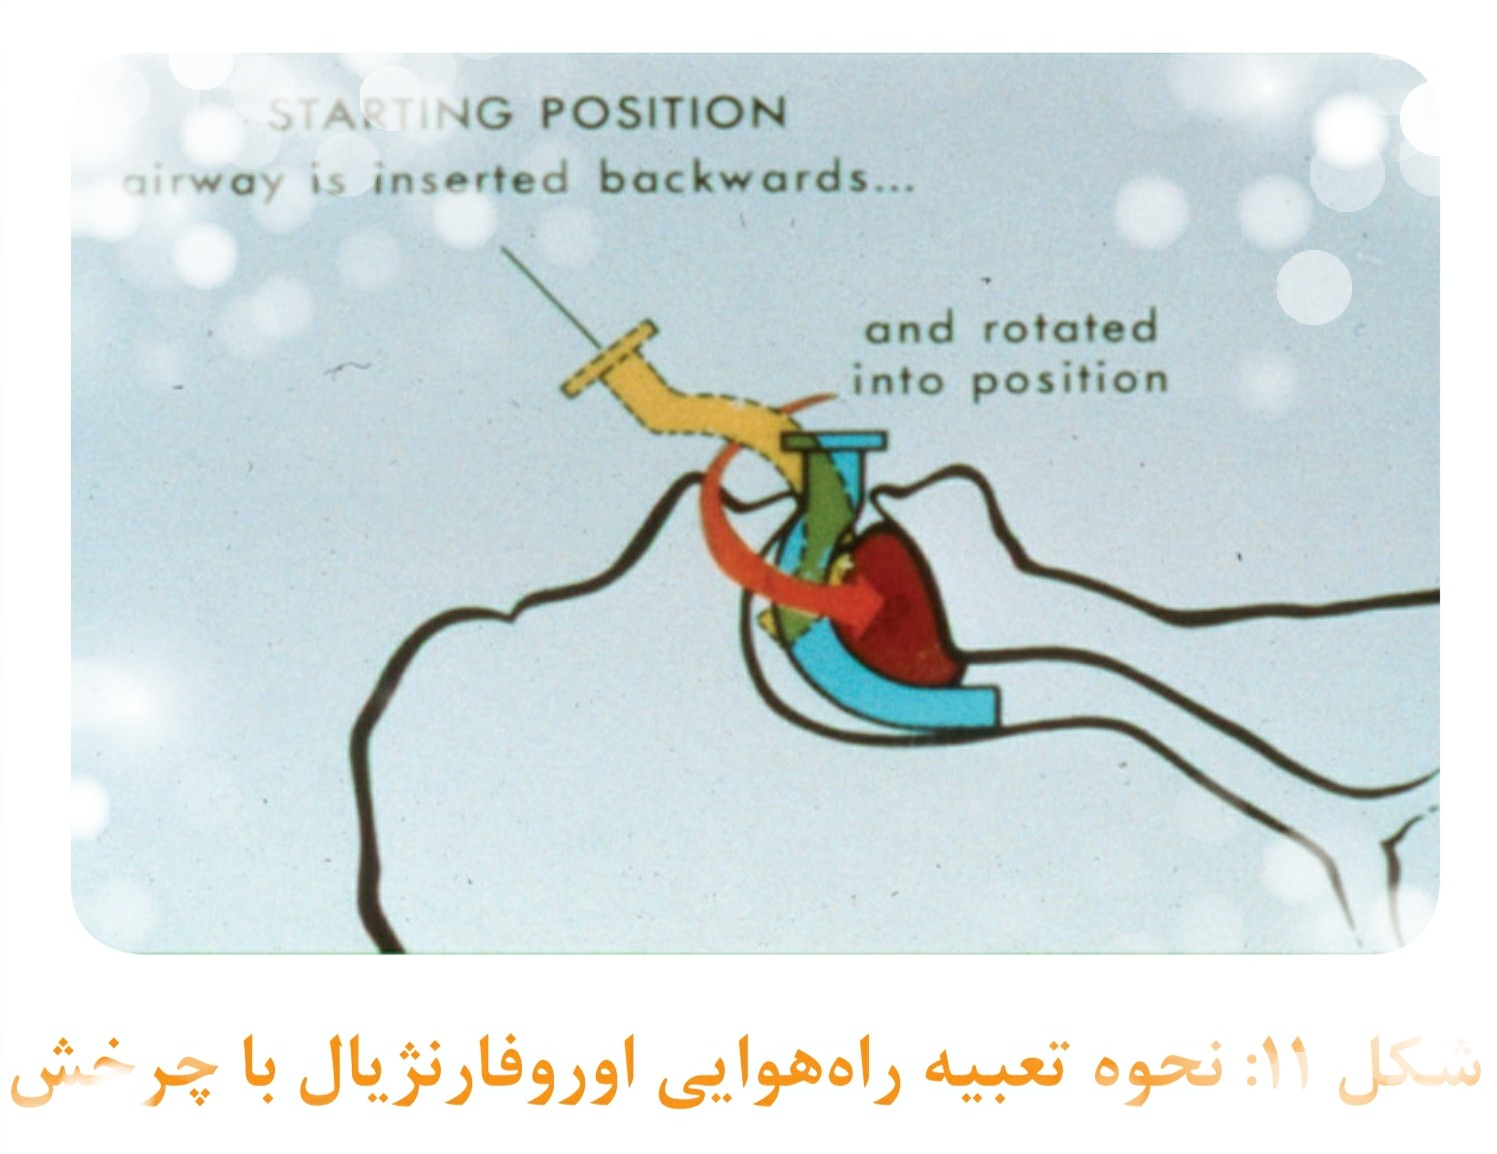 STARTING POSITION
airway is inserted backwards...
and rotated
into position
شکل ۱۱: نحوه تعبیه راه‌هوایی اوروفارنژیال با چرخش